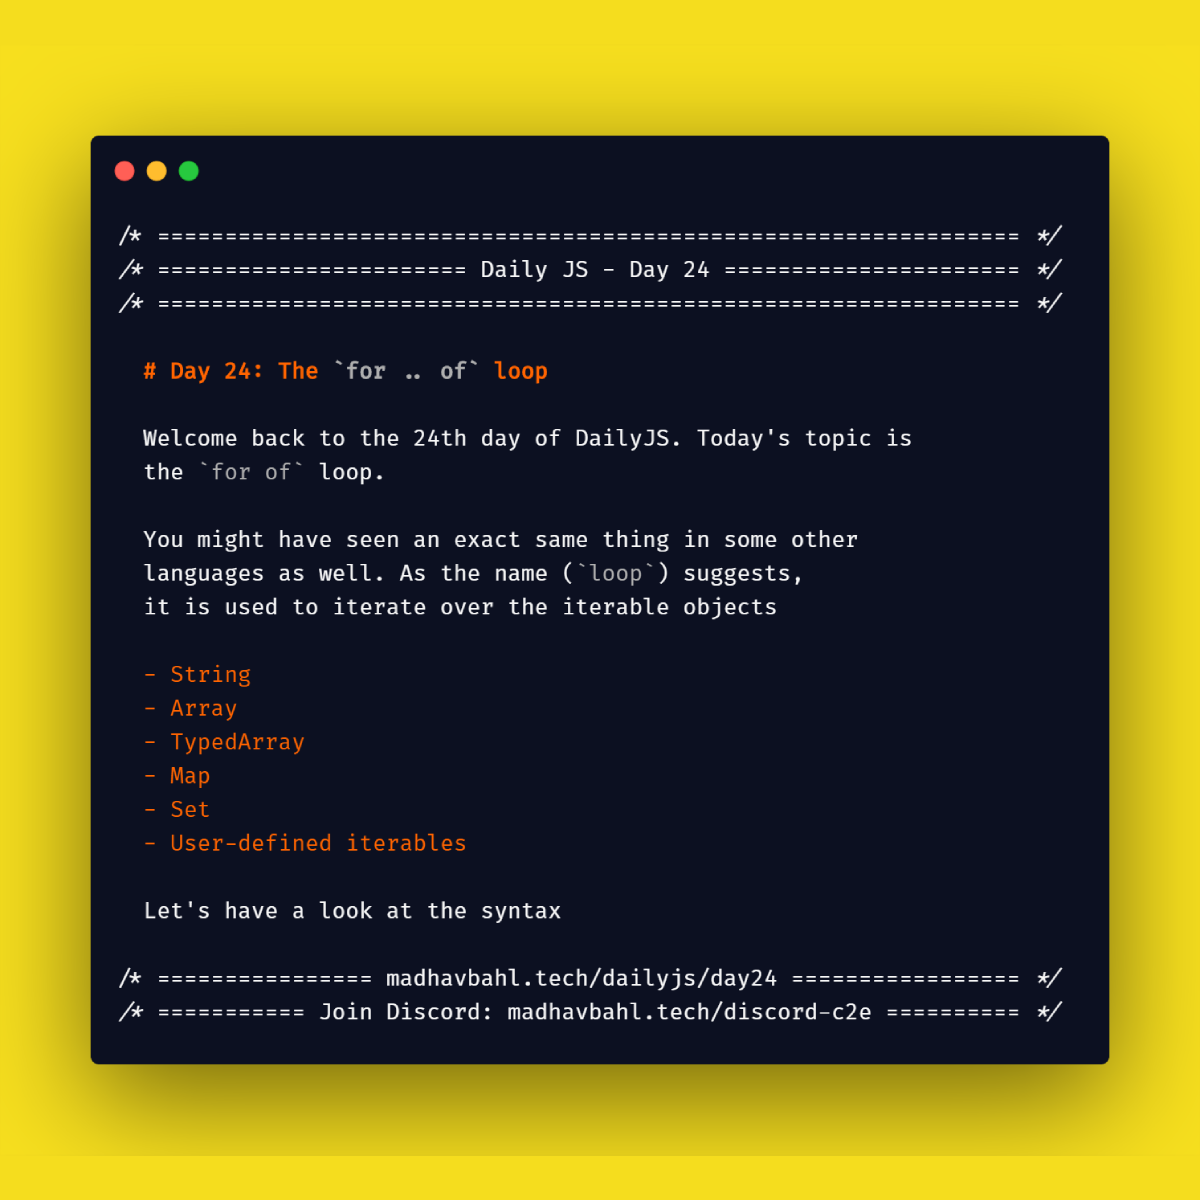 /* ================================================================ */
/* ======================= Daily JS - Day 24 ====================== */
/* ================================================================ */
# Day 24: The `for .. of` loop
Welcome back to the 24th day of DailyJS. Today's topic is
the `for of` loop.
You might have seen an exact same thing in some other
languages as well. As the name (`loop`) suggests,
it is used to iterate over the iterable objects
- String
- Array
- TypedArray
- Map
- Set
- User-defined iterables
Let's have a look at the syntax
/* ================ madhavbahl.tech/dailyjs/day24 ================= */
/* =========== Join Discord: madhavbahl.tech/discord-c2e ========== */